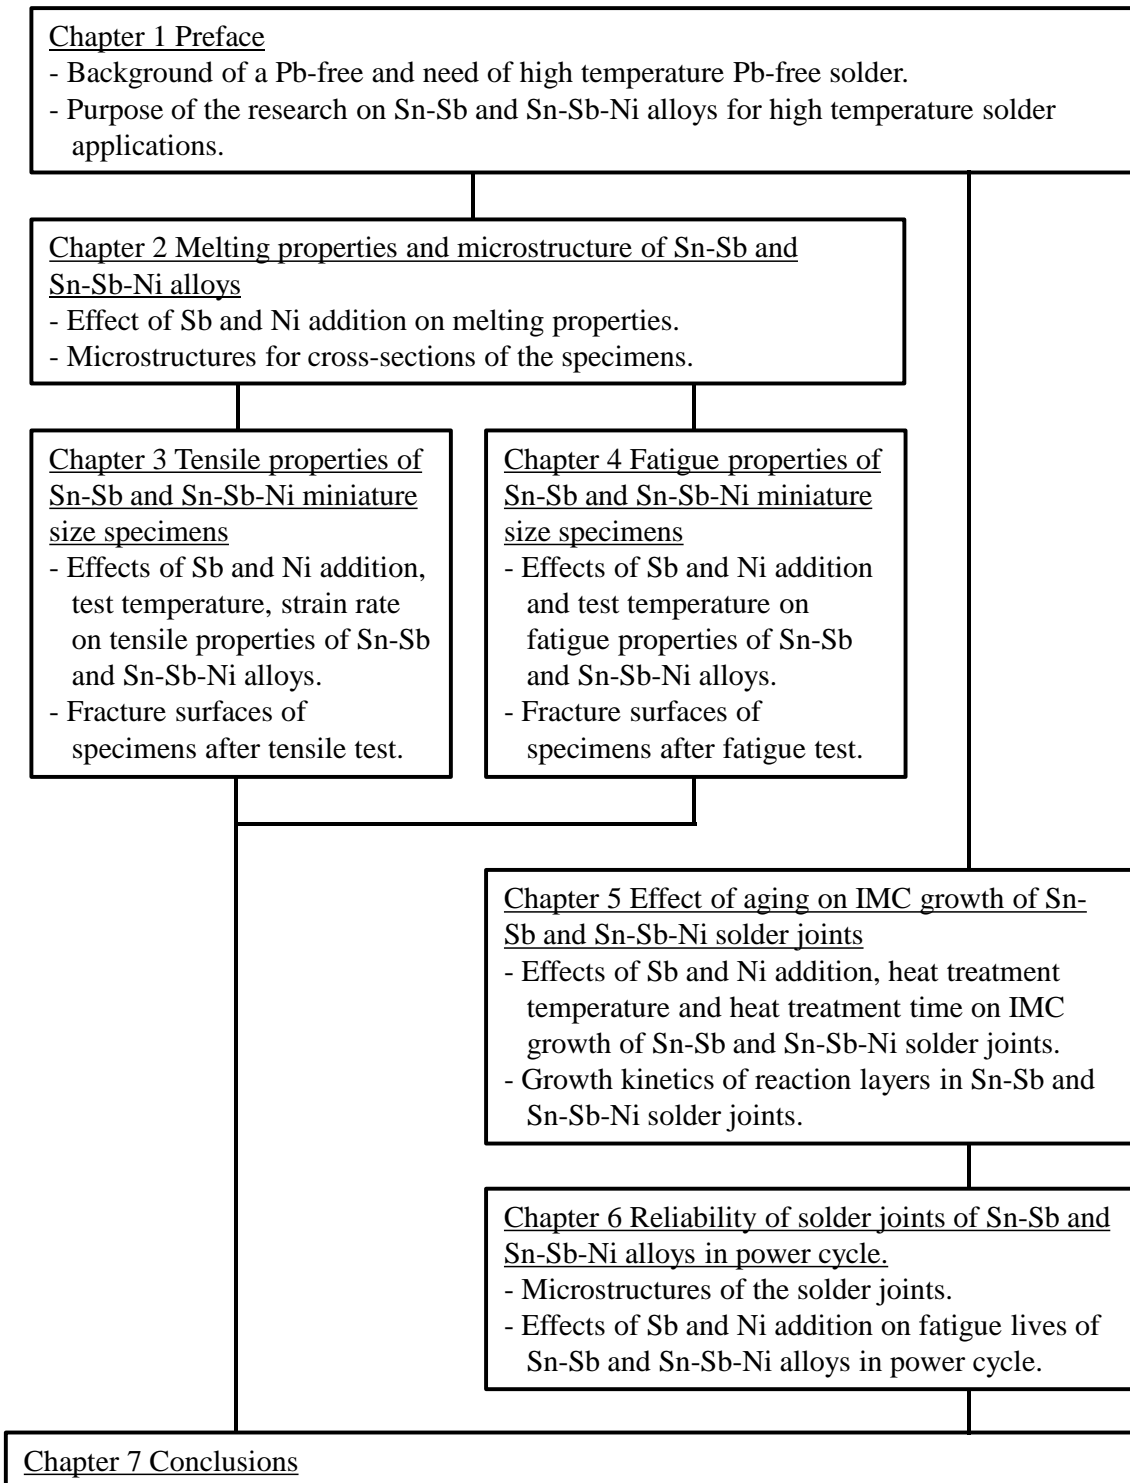 Chapter 1 Preface
- Background of a Pb-free and need of high temperature Pb-free solder.
- Purpose of the research on Sn-Sb and Sn-Sb-Ni alloys for high temperature solder
applications.
Chapter 2 Melting properties and microstructure of Sn-Sb and
Sn-Sb-Ni alloys
- Effect of Sb and Ni addition on melting properties.
- Microstructures for cross-sections of the specimens.
Chapter 3 Tensile properties of
Sn-Sb and Sn-Sb-Ni miniature
size specimens
- Effects of Sb and Ni addition,
test temperature, strain rate
on tensile properties of Sn-Sb
and Sn-Sb-Ni alloys.
- Fracture surfaces of
specimens after tensile test.
Chapter 4 Fatigue properties of
Sn-Sb and Sn-Sb-Ni miniature
size specimens
- Effects of Sb and Ni addition
and test temperature on
fatigue properties of Sn-Sb
and Sn-Sb-Ni alloys.
- Fracture surfaces of
specimens after fatigue test.
Chapter 5 Effect of aging on IMC growth of Sn-
Sb and Sn-Sb-Ni solder joints
- Effects of Sb and Ni addition, heat treatment
temperature and heat treatment time on IMC
growth of Sn-Sb and Sn-Sb-Ni solder joints.
- Growth kinetics of reaction layers in Sn-Sb and
Sn-Sb-Ni solder joints.
Chapter 6 Reliability of solder joints of Sn-Sb and
Sn-Sb-Ni alloys in power cycle.
- Microstructures of the solder joints.
- Effects of Sb and Ni addition on fatigue lives of
Sn-Sb and Sn-Sb-Ni alloys in power cycle.
Chapter 7 Conclusions